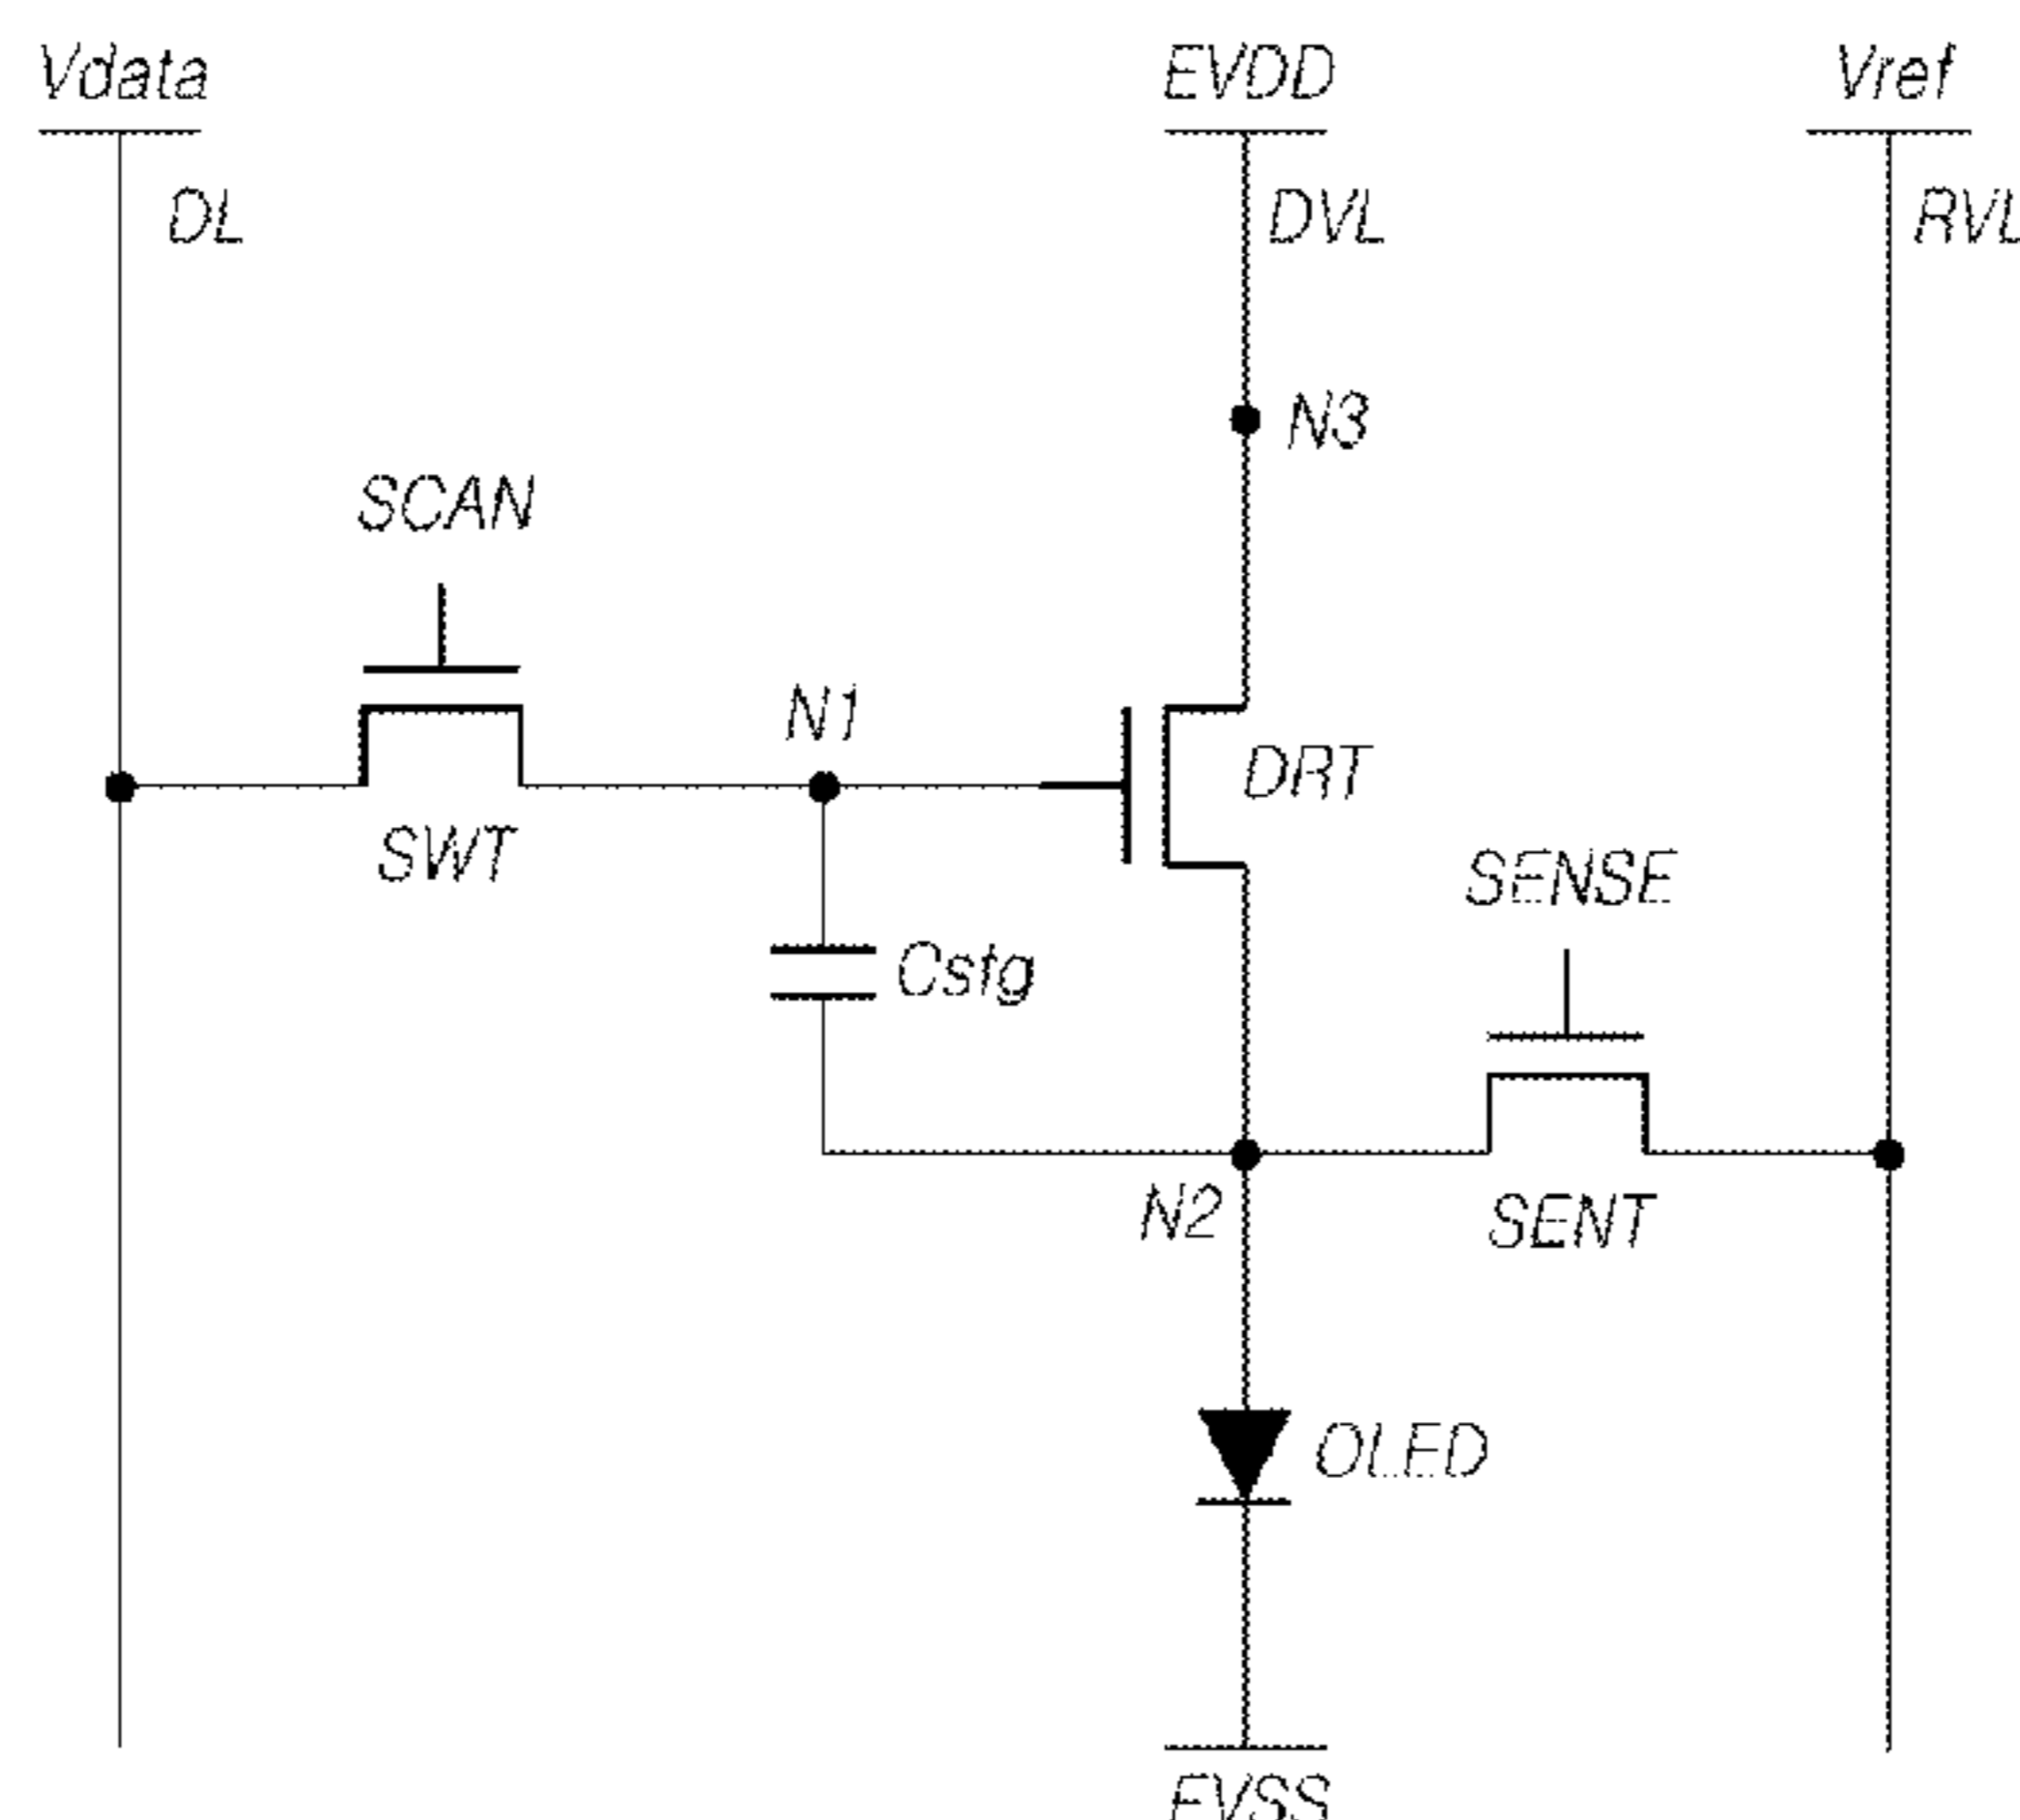 Vdata
EVDD
Vref
DL
DVL
RVL
N3
SCAN
N1
DRT
SWT
SENSE
Cstg
N2
SENT
OLED
EVSS